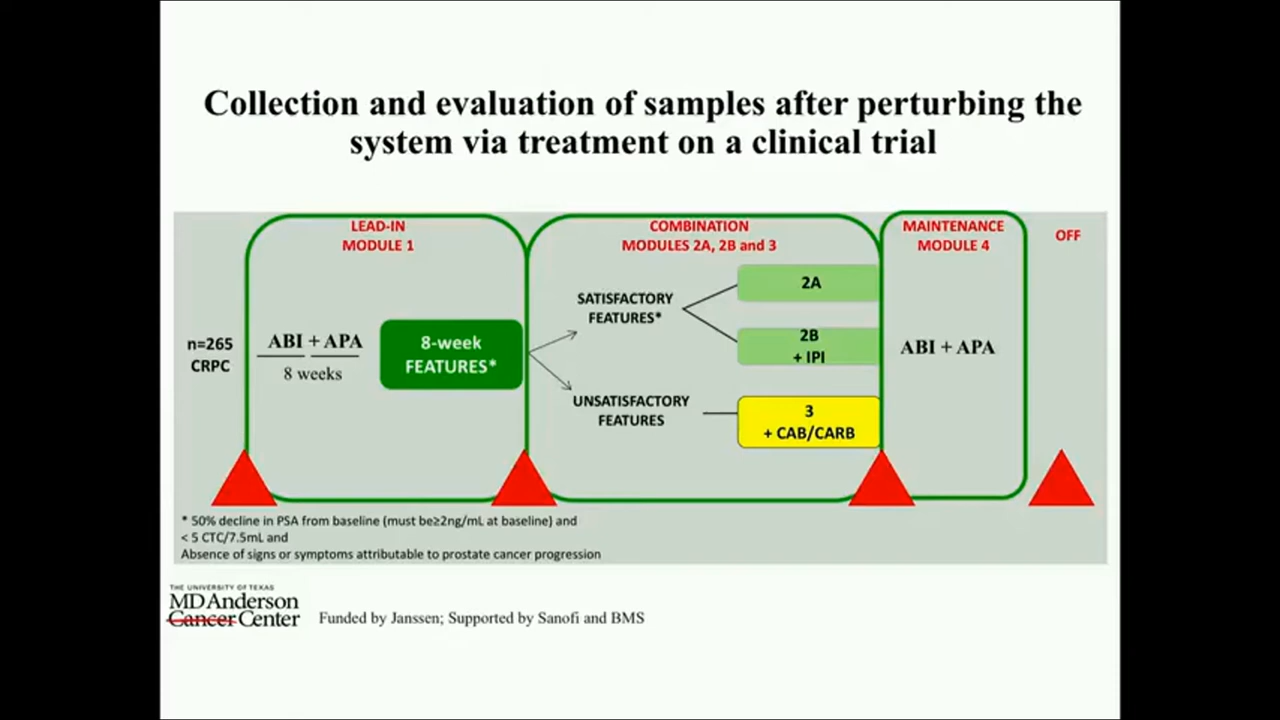 Collection and evaluation of samples after perturbing the
system via treatment on a clinical trial
LEAD-IN
MODULE 1
COMBINATION
MODULES 2A, 2B and 3
MAINTENANCE
MODULE 4
OFF
n=265
CRPC
ABI + APA
8 weeks
8-week
FEATURES*
SATISFACTORY
FEATURES*
UNSATISFACTORY
FEATURES
2A
2B
+ IPI
3
+ CAB/CARB
ABI + APA
* 50% decline in PSA from baseline (must be≥2ng/mL at baseline) and
< 5 CTC/7.5mL and
Absence of signs or symptoms attributable to prostate cancer progression
THE UNIVERSITY OF TEXAS
MD Anderson
Cancer Center
Funded by Janssen; Supported by Sanofi and BMS